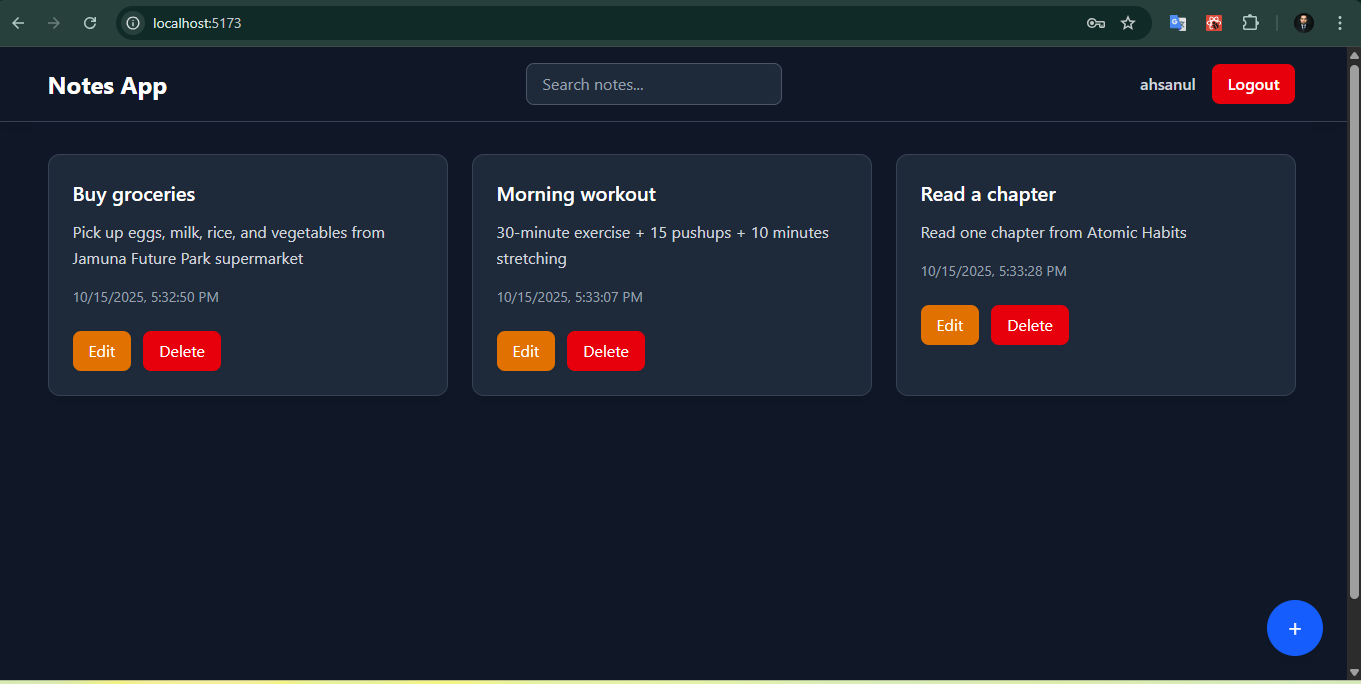 localhost:5173
Notes App
Search notes...
ahsanul
Logout
Buy groceries
Pick up eggs, milk, rice, and vegetables from
Jamuna Future Park supermarket
10/15/2025, 5:32:50 PM
Edit
Delete
Morning workout
30-minute exercise + 15 pushups + 10 minutes
stretching
10/15/2025, 5:33:07 PM
Edit
Delete
Read a chapter
Read one chapter from Atomic Habits
10/15/2025, 5:33:28 PM
Edit
Delete
+